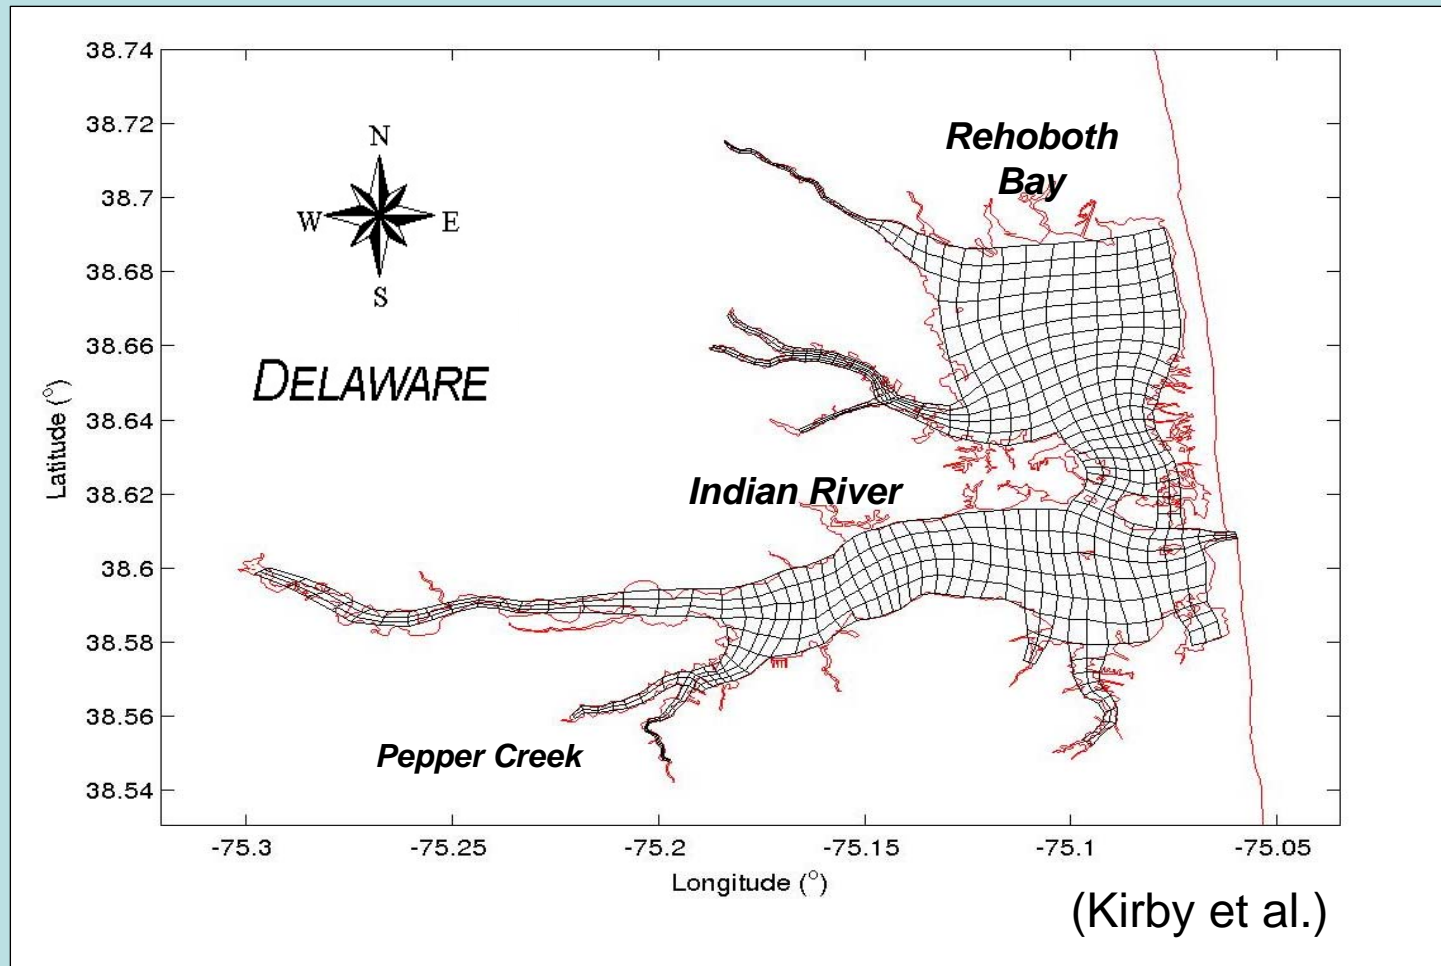 38.74
38.72
38.7
38.68
38.66
38.64
38.62
38.6
38.58
38.56
38.54
Latitude (°)
N
W
E
S
DELAWARE
Rehoboth
Bay
Indian River
Pepper Creek
-75.3
-75.25
-75.2
-75.15
-75.1
-75.05
Longitude (°)
(Kirby et al.)